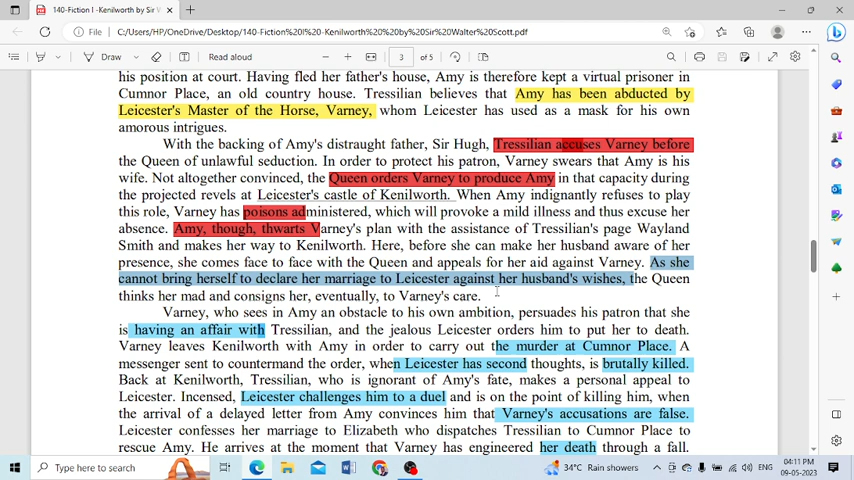 140-Fiction I - Kenilworth by Sir W
C:/Users/HP/OneDrive/Desktop/140-Fiction%20I%20-Kenilworth%20%20by%20Sir%20Walter%20Scott.pdf
Draw
Read aloud
3
of 5
his position at court. Having fled her father's house, Amy is therefore kept a virtual prisoner in
Cumnor Place, an old country house. Tressilian believes that Amy has been abducted by
Leicester's Master of the Horse, Varney, whom Leicester has used as a mask for his own
amorous intrigues.
With the backing of Amy's distraught father, Sir Hugh, Tressilian accuses Varney before
the Queen of unlawful seduction. In order to protect his patron, Varney swears that Amy is his
wife. Not altogether convinced, the Queen orders Varney to produce Amy in that capacity during
the projected revels at Leicester's castle of Kenilworth. When Amy indignantly refuses to play
this role, Varney has poisons administered, which will provoke a mild illness and thus excuse her
absence. Amy, though, thwarts Varney's plan with the assistance of Tressilian's page Wayland
Smith and makes her way to Kenilworth. Here, before she can make her husband aware of her
presence, she comes face to face with the Queen and appeals for her aid against Varney. As she
cannot bring herself to declare her marriage to Leicester against her husband's wishes, the Queen
thinks her mad and consigns her, eventually, to Varney's care.
Varney, who sees in Amy an obstacle to his own ambition, persuades his patron that she
is having an affair with Tressilian, and the jealous Leicester orders him to put her to death.
Varney leaves Kenilworth with Amy in order to carry out the murder at Cumnor Place. A
messenger sent to countermand the order, when Leicester has second thoughts, is brutally killed.
Back at Kenilworth, Tressilian, who is ignorant of Amy's fate, makes a personal appeal to
Leicester. Incensed, Leicester challenges him to a duel and is on the point of killing him, when
the arrival of a delayed letter from Amy convinces him that Varney's accusations are false.
Leicester confesses her marriage to Elizabeth who dispatches Tressilian to Cumnor Place to
rescue Amy. He arrives at the moment that Varney has engineered her death through a fall.
Type here to search
34°C Rain showers
ENG
04:11 PM
09-05-2023